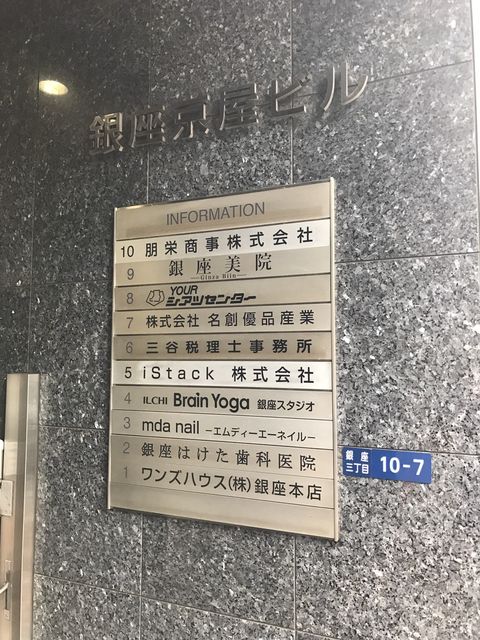 銀座京屋ビル
INFORMATION
10 朋栄商事株式会社
9 銀座美院
Ginza Biin
8 YOUR
シアツセンター
7 株式会社 名創優品産業
6 三谷税理士事務所
5 iStack 株式会社
4 ILCHI Brain Yoga 銀座スタジオ
3 mda nail -エムディーエーネイル-
2 銀座はけた歯科医院
1 ワンズハウス(株)銀座本店
銀座
三丁目 10-7